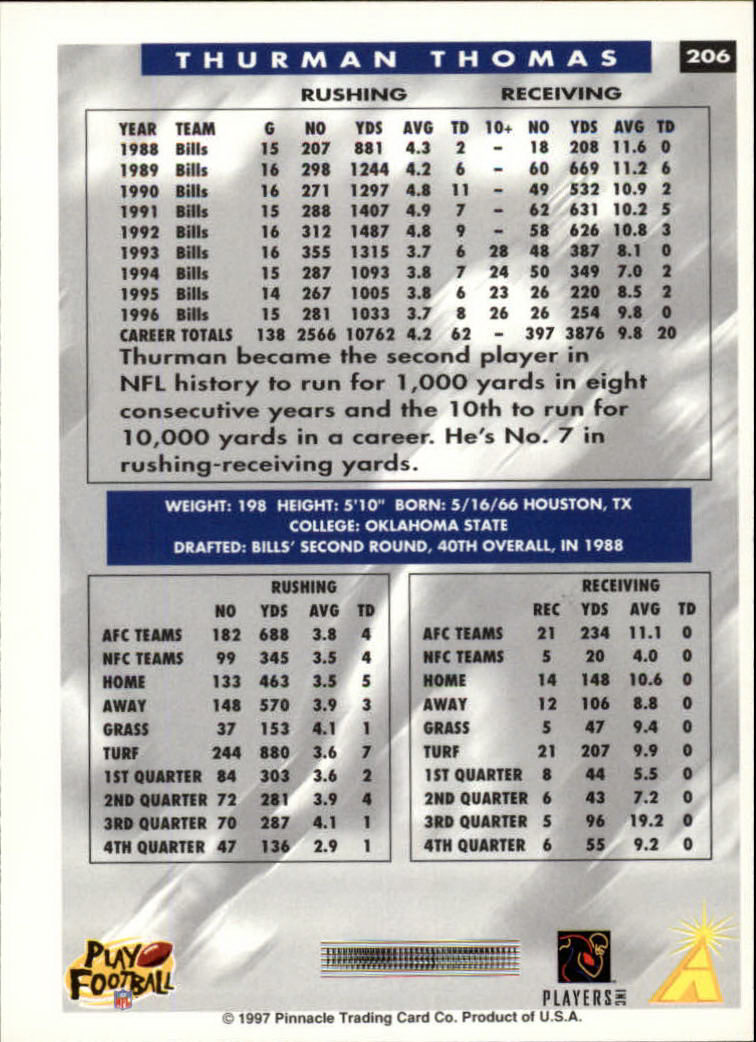 THURMAN THOMAS 206
RUSHING RECEIVING
YEAR TEAM G NO YDS AVG TD 10+ NO YDS AVG TD
1988 Bills 15 207 881 4.3 2 - 18 208 11.6 0
1989 Bills 16 298 1244 4.2 6 - 60 669 11.2 6
1990 Bills 16 271 1297 4.8 11 - 49 532 10.9 2
1991 Bills 15 288 1407 4.9 7 - 62 631 10.2 5
1992 Bills 16 312 1487 4.8 9 - 58 626 10.8 3
1993 Bills 16 355 1315 3.7 6 28 48 387 8.1 0
1994 Bills 15 287 1093 3.8 7 24 50 349 7.0 2
1995 Bills 14 267 1005 3.8 6 23 26 220 8.5 2
1996 Bills 15 281 1033 3.7 8 26 26 254 9.8 0
CAREER TOTALS 138 2566 10762 4.2 62 - 397 3876 9.8 20
Thurman became the second player in
NFL history to run for 1,000 yards in eight
consecutive years and the 10th to run for
10,000 yards in a career. He's No. 7 in
rushing-receiving yards.
WEIGHT: 198 HEIGHT: 5'10" BORN: 5/16/66 HOUSTON, TX
COLLEGE: OKLAHOMA STATE
DRAFTED: BILLS' SECOND ROUND, 40TH OVERALL, IN 1988
RUSHING
NO YDS AVG TD
AFC TEAMS 182 688 3.8 4
NFC TEAMS 99 345 3.5 4
HOME 133 463 3.5 5
AWAY 148 570 3.9 3
GRASS 37 153 4.1 1
TURF 244 880 3.6 7
1ST QUARTER 84 303 3.6 2
2ND QUARTER 72 281 3.9 4
3RD QUARTER 70 287 4.1 1
4TH QUARTER 47 136 2.9 1
RECEIVING
REC YDS AVG TD
AFC TEAMS 21 234 11.1 0
NFC TEAMS 5 20 4.0 0
HOME 14 148 10.6 0
AWAY 12 106 8.8 0
GRASS 5 47 9.4 0
TURF 21 207 9.9 0
1ST QUARTER 8 44 5.5 0
2ND QUARTER 6 43 7.2 0
3RD QUARTER 5 96 19.2 0
4TH QUARTER 6 55 9.2 0
PLAY
FOOTBALL
NFL
PLAYERS INC
© 1997 Pinnacle Trading Card Co. Product of U.S.A.